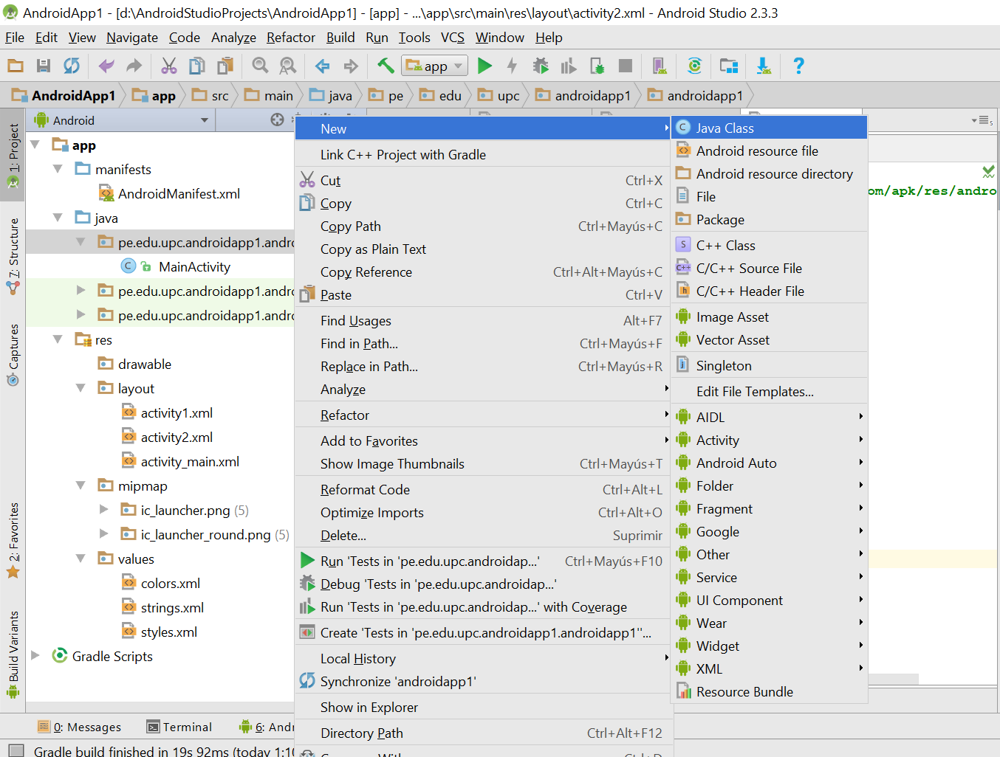 AndroidApp1 - [d:\AndroidStudioProjects\AndroidApp1] - [app] - ...\app\src\main\res\layout\activity2.xml - Android Studio 2.3.3
File Edit View Navigate Code Analyze Refactor Build Run Tools VCS Window Help
app
AndroidApp1 app src main java pe edu upc androidapp1 androidapp1
Android
1: Project
Z: Structure
Captures
2: Favorites
Build Variants
app
manifests
AndroidManifest.xml
java
pe.edu.upc.androidapp1.andro
MainActivity
pe.edu.upc.androidapp1.andro
pe.edu.upc.androidapp1.andro
res
drawable
layout
activity1.xml
activity2.xml
activity_main.xml
mipmap
ic_launcher.png (5)
ic_launcher_round.png (5)
values
colors.xml
strings.xml
styles.xml
Gradle Scripts
New
Link C++ Project with Gradle
Cut Ctrl+X
Copy Ctrl+C
Copy Path Ctrl+Mayús+C
Copy as Plain Text
Copy Reference Ctrl+Alt+Mayús+C
Paste Ctrl+V
Find Usages Alt+F7
Find in Path... Ctrl+Mayús+F
Replace in Path... Ctrl+Mayús+R
Analyze
Refactor
Add to Favorites
Show Image Thumbnails Ctrl+Mayús+T
Reformat Code Ctrl+Alt+L
Optimize Imports Ctrl+Alt+O
Delete... Suprimir
Run 'Tests in 'pe.edu.upc.androidap...' Ctrl+Mayús+F10
Debug 'Tests in 'pe.edu.upc.androidap...'
Run 'Tests in 'pe.edu.upc.androidap...' with Coverage
Create 'Tests in 'pe.edu.upc.androidapp1.androidapp1''...
Local History
Synchronize 'androidapp1'
Show in Explorer
Directory Path Ctrl+Alt+F12
Java Class
Android resource file
Android resource directory
File
Package
C++ Class
C/C++ Source File
C/C++ Header File
Image Asset
Vector Asset
Singleton
Edit File Templates...
AIDL
Activity
Android Auto
Folder
Fragment
Google
Other
Service
UI Component
Wear
Widget
XML
Resource Bundle
om/apk/res/andro
0: Messages Terminal 6: Andr
Gradle build finished in 19s 92ms (today 1:10